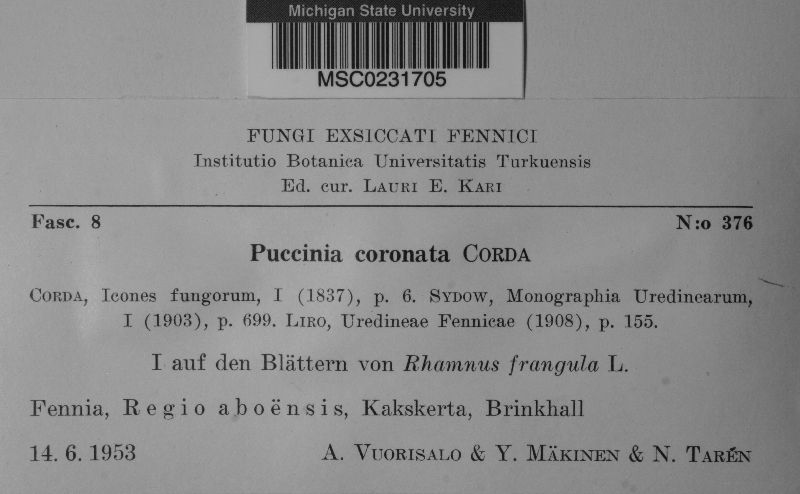 Michigan State University
MSC0231705
FUNGI EXSICCATI FENNICI
Institutio Botanica Universitatis Turkuensis
Ed. cur. LAURI E. KARI
Fasc. 8 N:o 376
Puccinia coronata CORDA
CORDA, Icones fungorum, I (1837), p. 6. SYDOW, Monographia Uredinearum,
I (1903), p. 699. LIRO, Uredineae Fennicae (1908), p. 155.
I auf den Blättern von Rhamnus frangula L.
Fennia, Regio aboënsis, Kakskerta, Brinkhall
14. 6. 1953 A. VUORISALO & Y. MÄKINEN & N. TARÉN